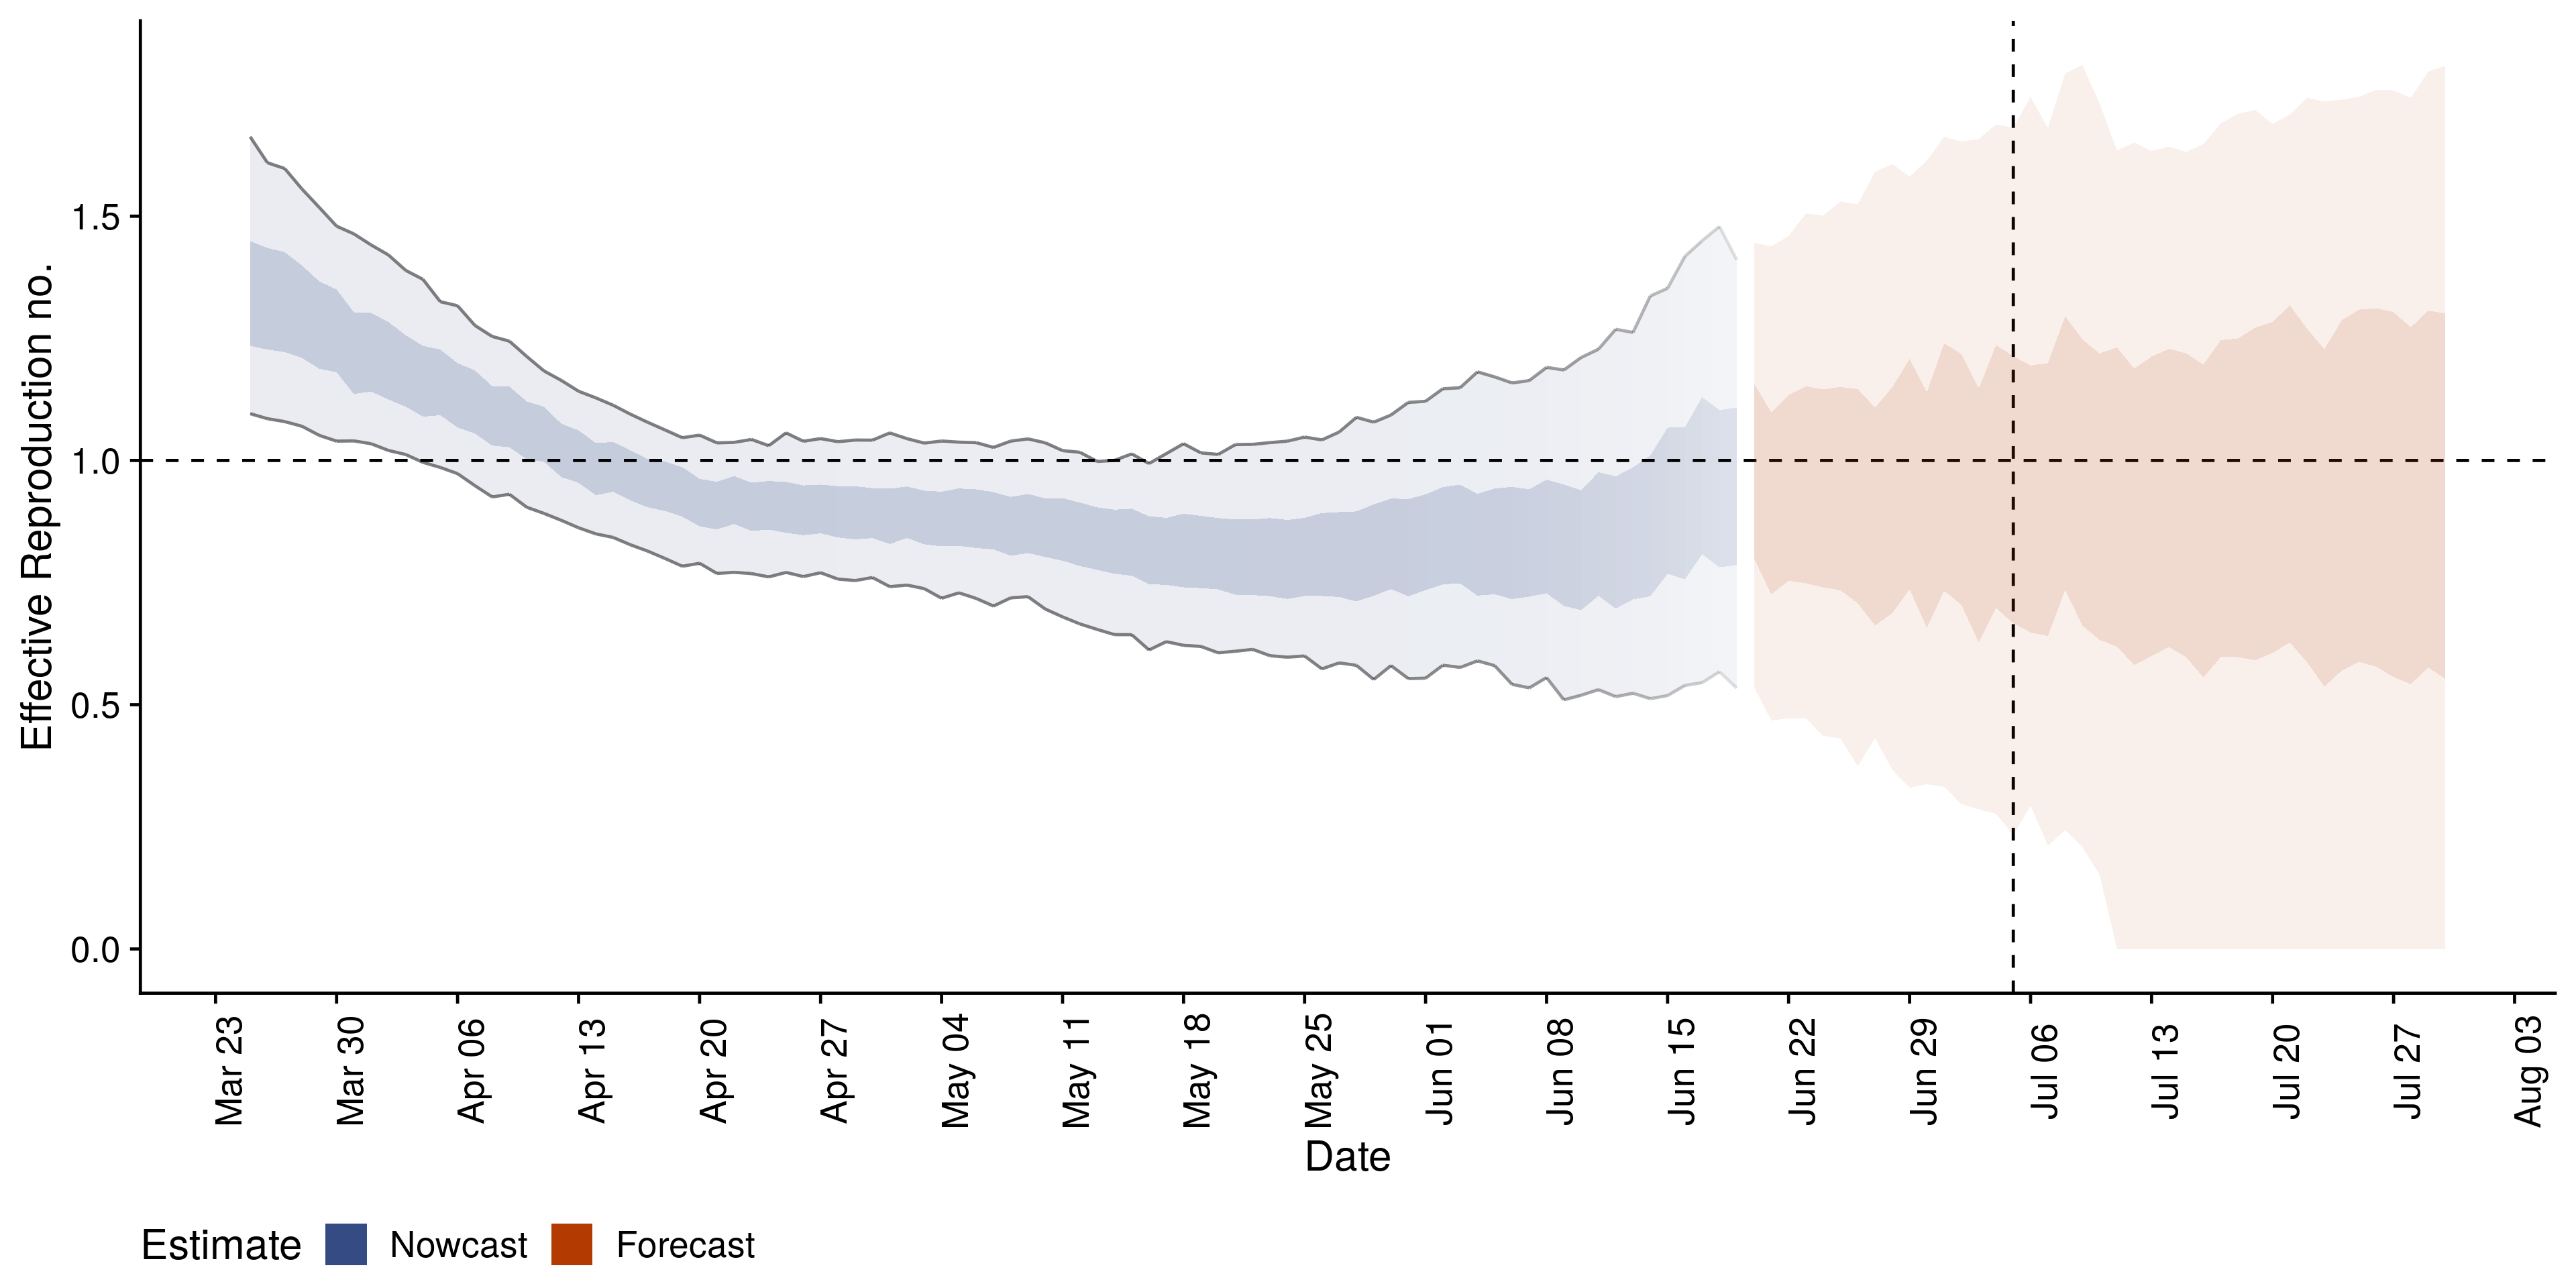 Effective Reproduction no.
1.5
1.0
0.5
0.0
Mar 23
Mar 30
Apr 06
Apr 13
Apr 20
Apr 27
May 04
May 11
May 18
May 25
Jun 01
Jun 08
Jun 15
Jun 22
Jun 29
Jul 06
Jul 13
Jul 20
Jul 27
Aug 03
Date
Estimate Nowcast Forecast